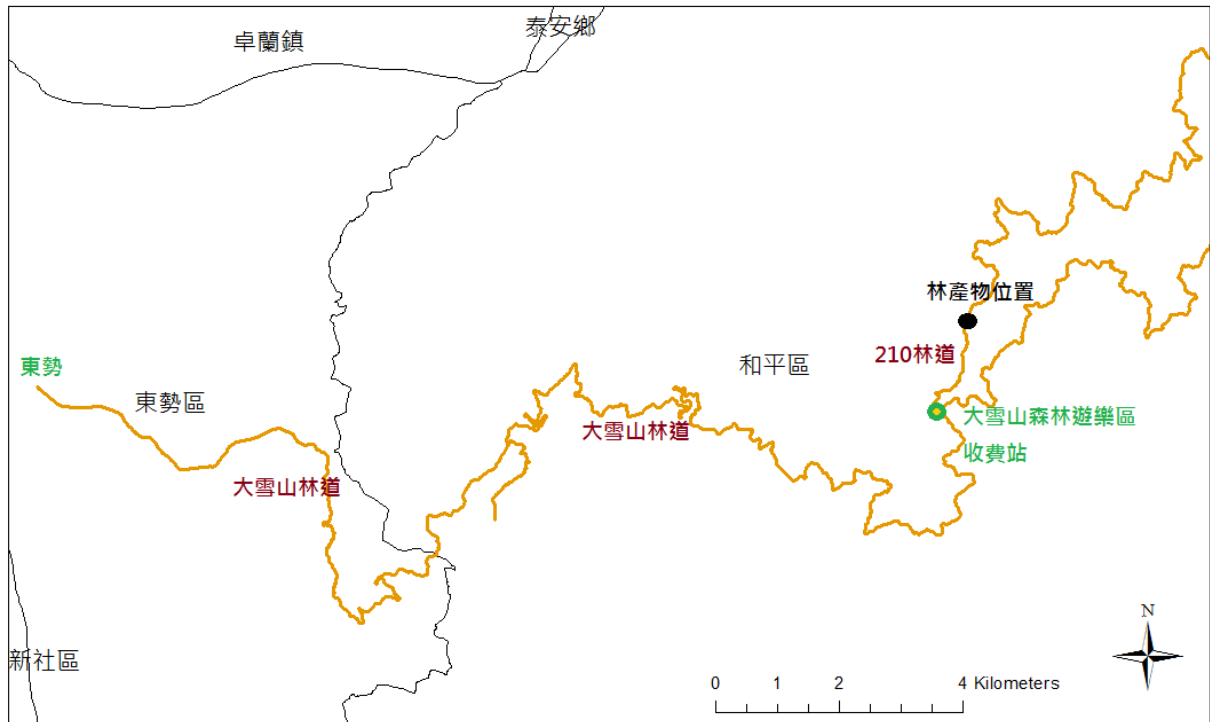 泰安鄉
卓蘭鎮
林產物位置
210林道
和平區
東勢
東勢區
大雪山森林遊樂區
收費站
大雪山林道
大雪山林道
N
新社區
0 1 2 4 Kilometers